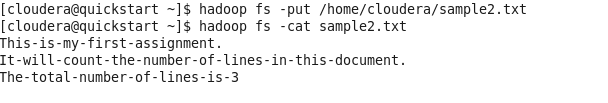 [cloudera@quickstart ~]$ hadoop fs -put /home/cloudera/sample2.txt
[cloudera@quickstart ~]$ hadoop fs -cat sample2.txt
This-is-my-first-assignment.
It-will-count-the-number-of-lines-in-this-document.
The-total-number-of-lines-is-3